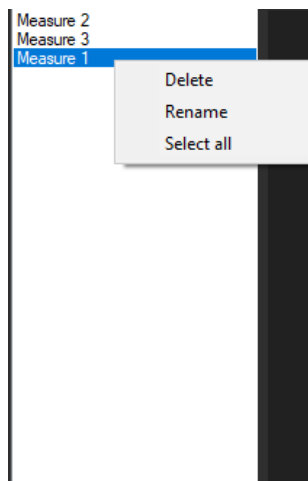 Measure 2
Measure 3
Measure 1
Delete
Rename
Select all